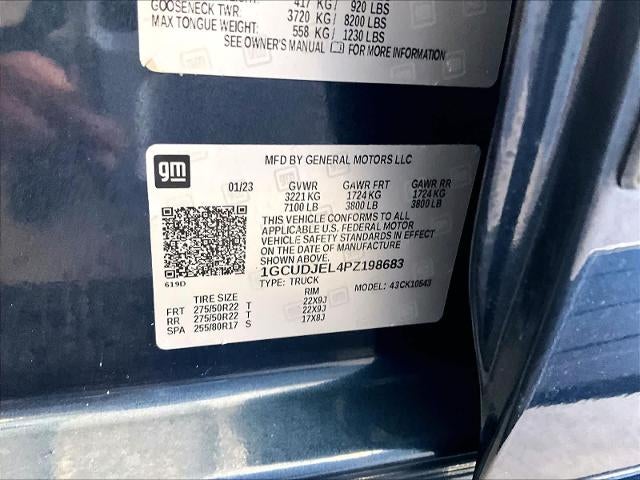 417 KG / 920 LBS
GOOSENECK TWR. 3720 KG / 8200 LBS
MAX TONGUE WEIGHT: 558 KG / 1230 LBS
SEE OWNER'S MANUAL FOR MORE INFORMATION
gm
MFD BY GENERAL MOTORS LLC
01/23 GVWR GAWR FRT GAWR RR
3221 KG 1724 KG 1724 KG
7100 LB 3800 LB 3800 LB
THIS VEHICLE CONFORMS TO ALL
APPLICABLE U.S. FEDERAL MOTOR
VEHICLE SAFETY STANDARDS IN EFFECT
ON THE DATE OF MANUFACTURE
SHOWN ABOVE.
1GCUDJEL4PZ198683
619D TYPE: TRUCK MODEL: 43CK10543
TIRE SIZE RIM
FRT 275/50R22 T 22X9J
RR 275/50R22 T 22X9J
SPA 255/80R17 S 17X8J